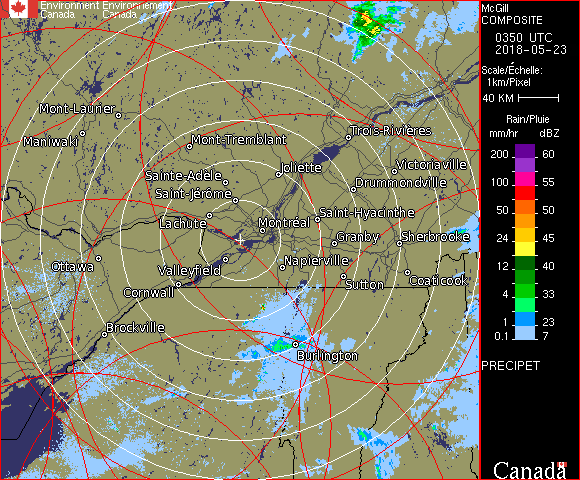 Environment Environnement
Canada Canada
McGill
COMPOSITE
0350 UTC
2018-05-23
Scale/Échelle:
1km/Pixel
40 KM
Rain/Pluie
mm/hr dBZ
200 60
100 55
50 50
24 45
12 40
4 33
1 23
0.1 7
PRECIPET
Canada
Mont-Laurier
Maniwaki
Mont-Tremblant
Trois-Rivières
Joliette
Victoriaville
Sainte-Adèle
Drummondville
Saint-Jérôme
Lachute
Saint-Hyacinthe
Montréal
Granby
Sherbrooke
Ottawa
Valleyfield
Napierville
Sutton
Coaticook
Cornwall
Brockville
Burlington